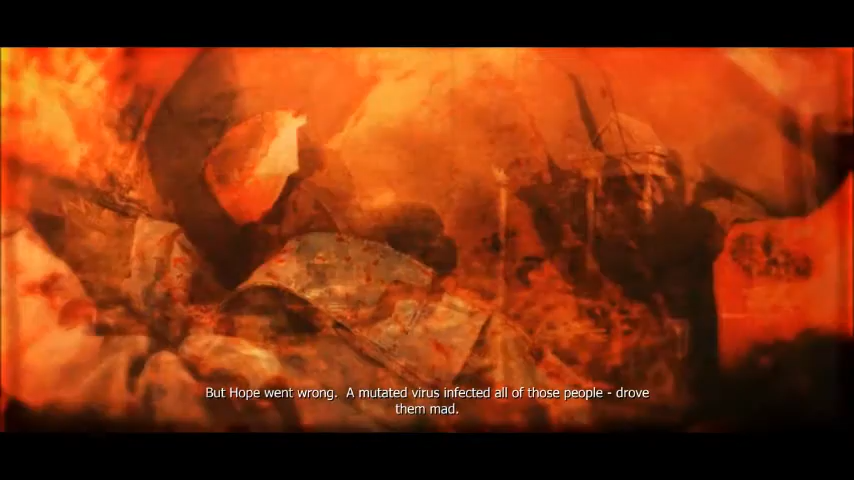 But Hope went wrong.  A mutated virus infected all of those people - drove
them mad.